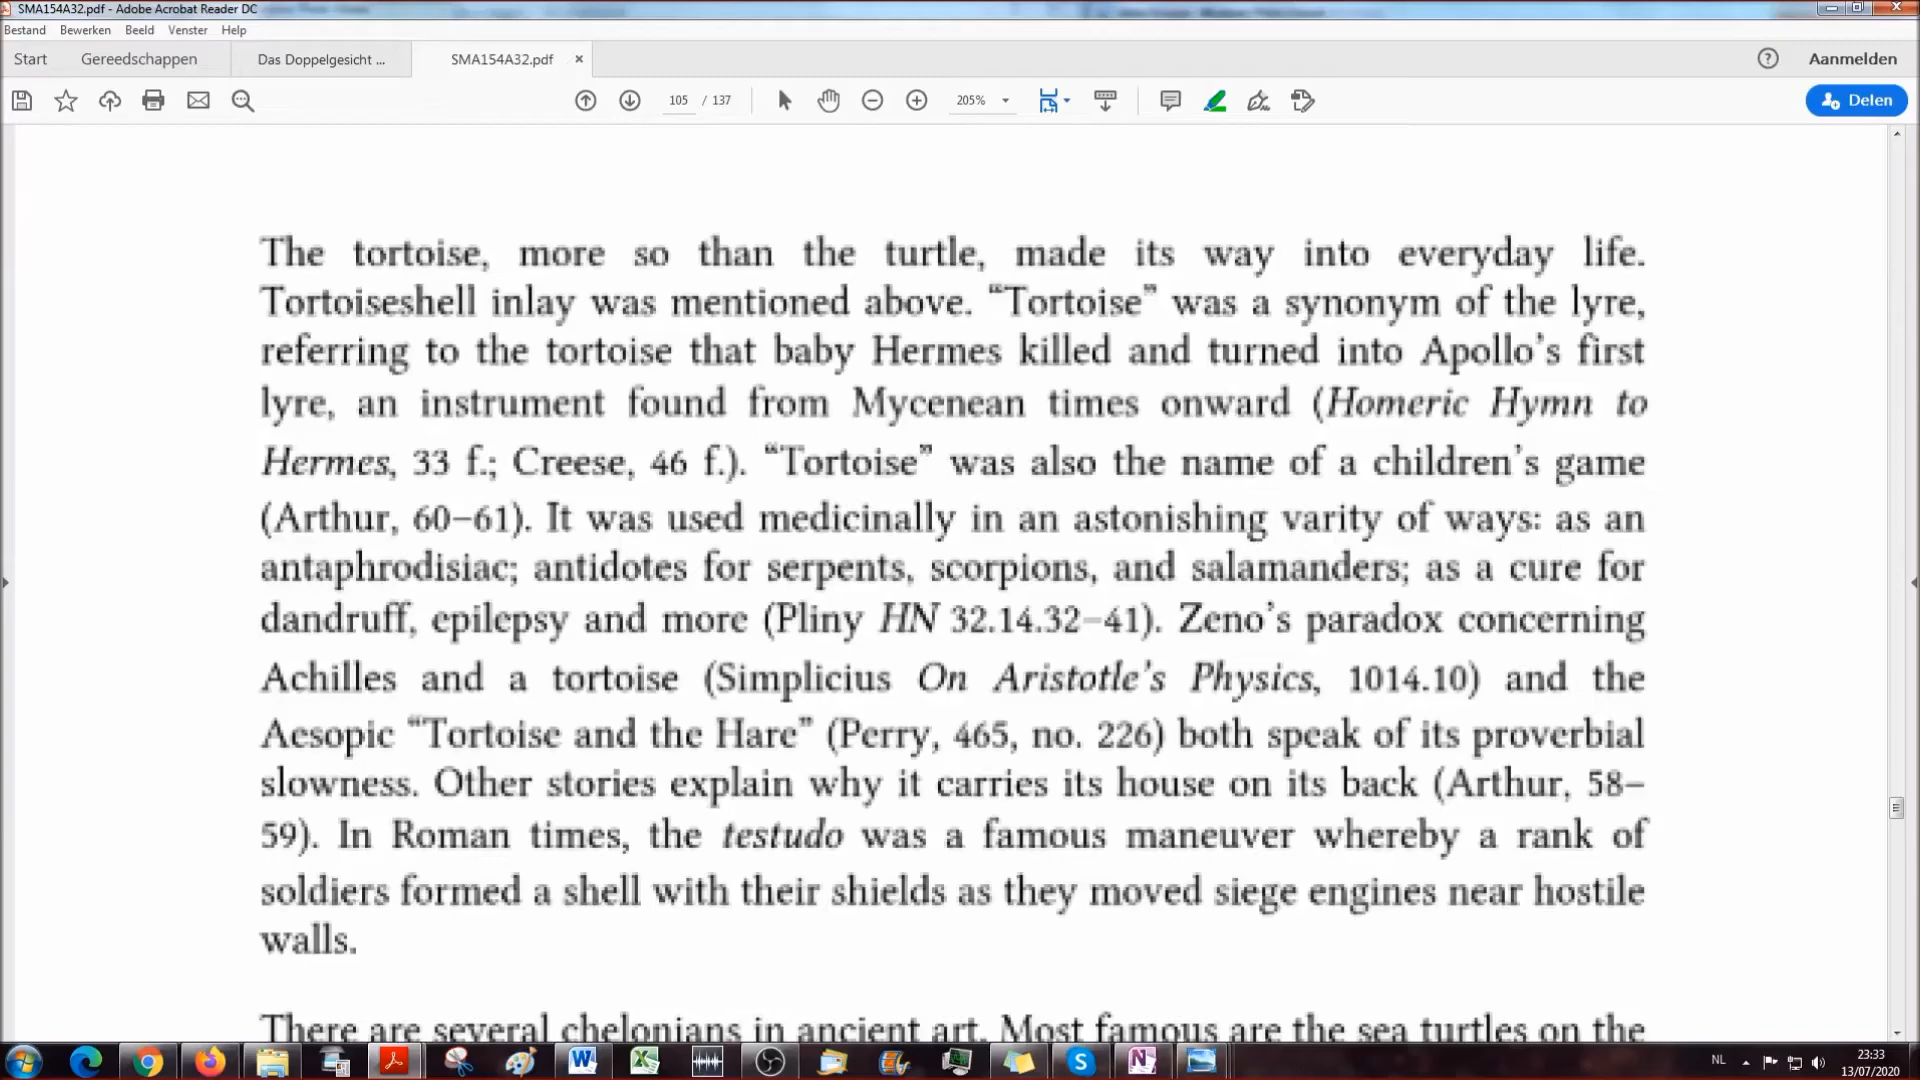 SMA154A32.pdf - Adobe Acrobat Reader DC
Bestand Bewerken Beeld Venster Help
Start Gereedschappen Das Doppelgesicht ... SMA154A32.pdf × Aanmelden
105 / 137 205% Delen
The tortoise, more so than the turtle, made its way into everyday life.
Tortoiseshell inlay was mentioned above. “Tortoise” was a synonym of the lyre,
referring to the tortoise that baby Hermes killed and turned into Apollo’s first
lyre, an instrument found from Mycenean times onward (Homeric Hymn to
Hermes, 33 f.; Creese, 46 f.). “Tortoise” was also the name of a children’s game
(Arthur, 60–61). It was used medicinally in an astonishing varity of ways: as an
antaphrodisiac; antidotes for serpents, scorpions, and salamanders; as a cure for
dandruff, epilepsy and more (Pliny HN 32.14.32–41). Zeno’s paradox concerning
Achilles and a tortoise (Simplicius On Aristotle’s Physics, 1014.10) and the
Aesopic “Tortoise and the Hare” (Perry, 465, no. 226) both speak of its proverbial
slowness. Other stories explain why it carries its house on its back (Arthur, 58–
59). In Roman times, the testudo was a famous maneuver whereby a rank of
soldiers formed a shell with their shields as they moved siege engines near hostile
walls.
There are several chelonians in ancient art. Most famous are the sea turtles on the
NL 23:33
13/07/2020